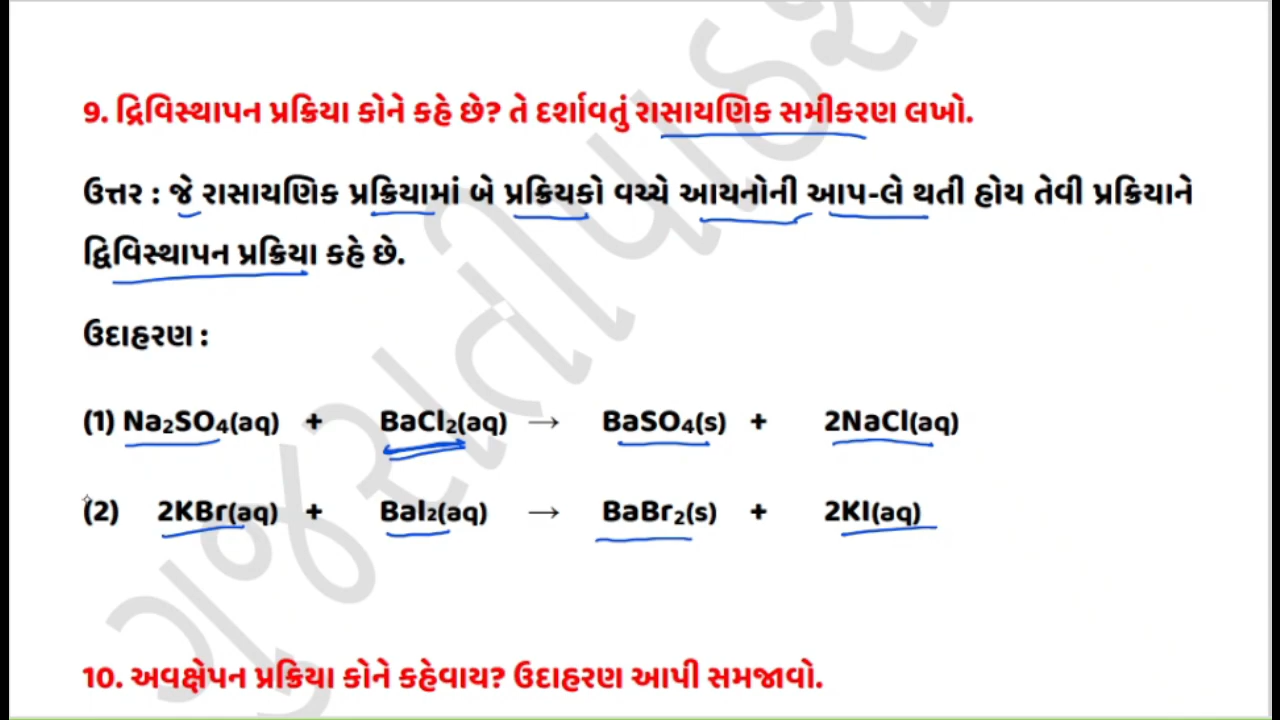 9. દ્વિવિસ્થાપન પ્રક્રિયા કોને કહે છે? તે દર્શાવતું રાસાયણિક સમીકરણ લખો.
ઉત્તર : જે રાસાયણિક પ્રક્રિયામાં બે પ્રક્રિયકો વચ્ચે આયનોની આપ-લે થતી હોય તેવી પ્રક્રિયાને
દ્વિવિસ્થાપન પ્રક્રિયા કહે છે.
ઉદાહરણ :
(1) Na₂SO₄(aq) + BaCl₂(aq) → BaSO₄(s) + 2NaCl(aq)
(2) 2KBr(aq) + BaI₂(aq) → BaBr₂(s) + 2KI(aq)
10. અવક્ષેપન પ્રક્રિયા કોને કહેવાય? ઉદાહરણ આપી સમજાવો.